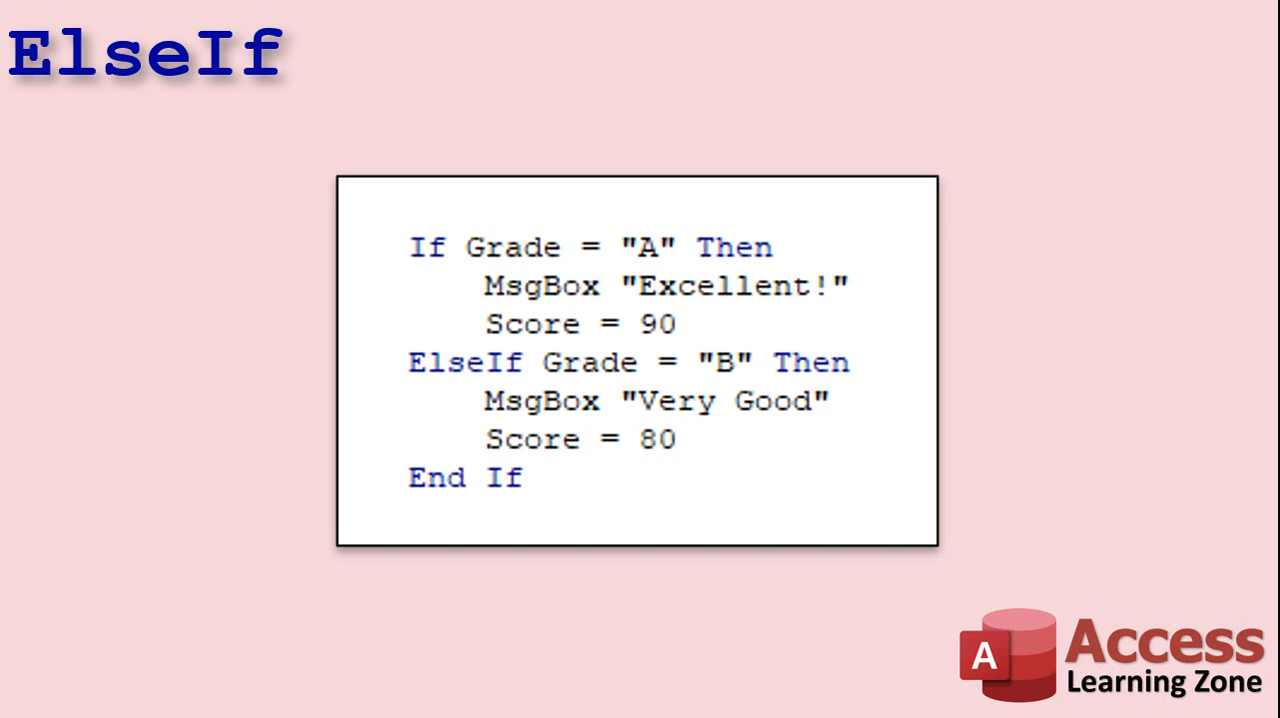 ElseIf
If Grade = "A" Then
MsgBox "Excellent!"
Score = 90
ElseIf Grade = "B" Then
MsgBox "Very Good"
Score = 80
End If
A
Access
Learning Zone